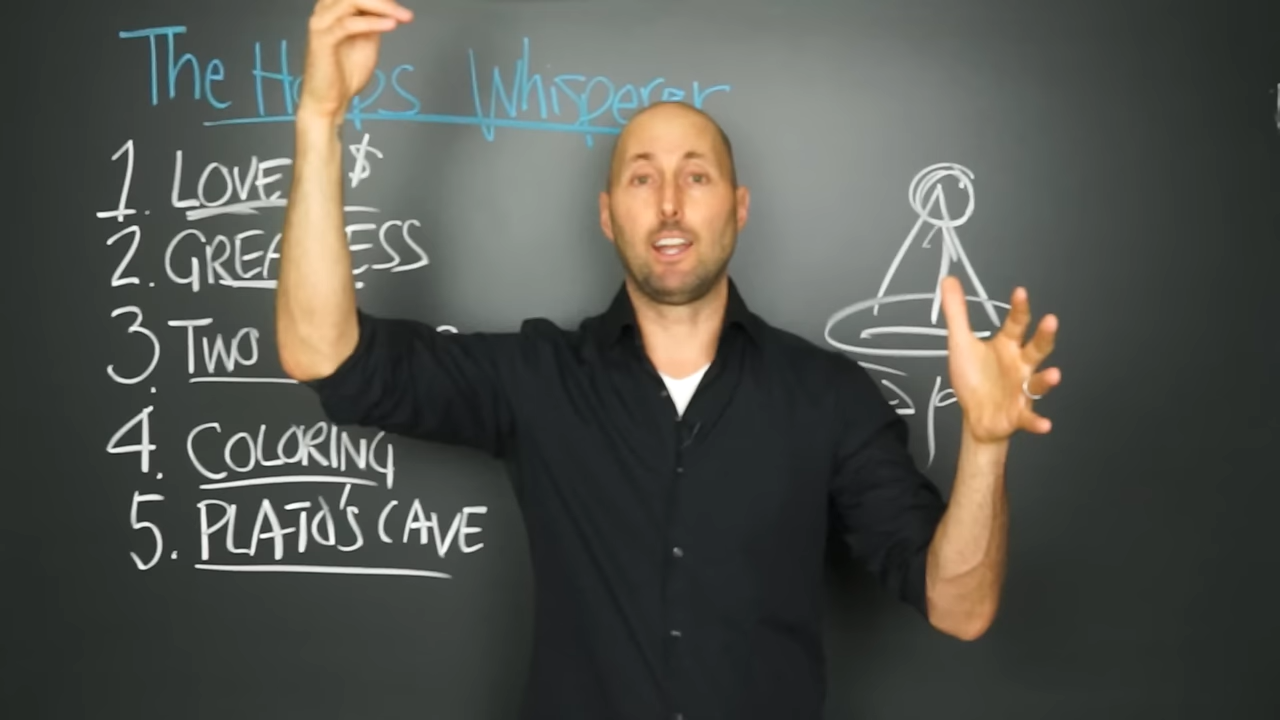 The Whisperer
1. LOVE $
2.
3. Two
4. COLORING
5. PLATO'S CAVE